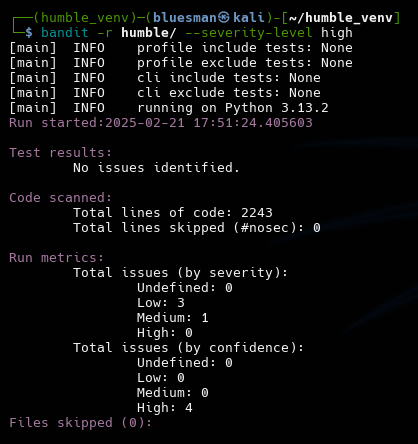 ┌──(humble_venv)─(bluesman㉿kali)-[~/humble_venv]
└─$ bandit -r humble/ --severity-level high
[main]  INFO    profile include tests: None
[main]  INFO    profile exclude tests: None
[main]  INFO    cli include tests: None
[main]  INFO    cli exclude tests: None
[main]  INFO    running on Python 3.13.2
Run started:2025-02-21 17:51:24.405603

Test results:
        No issues identified.

Code scanned:
        Total lines of code: 2243
        Total lines skipped (#nosec): 0

Run metrics:
        Total issues (by severity):
                Undefined: 0
                Low: 3
                Medium: 1
                High: 0
        Total issues (by confidence):
                Undefined: 0
                Low: 0
                Medium: 0
                High: 4
Files skipped (0):